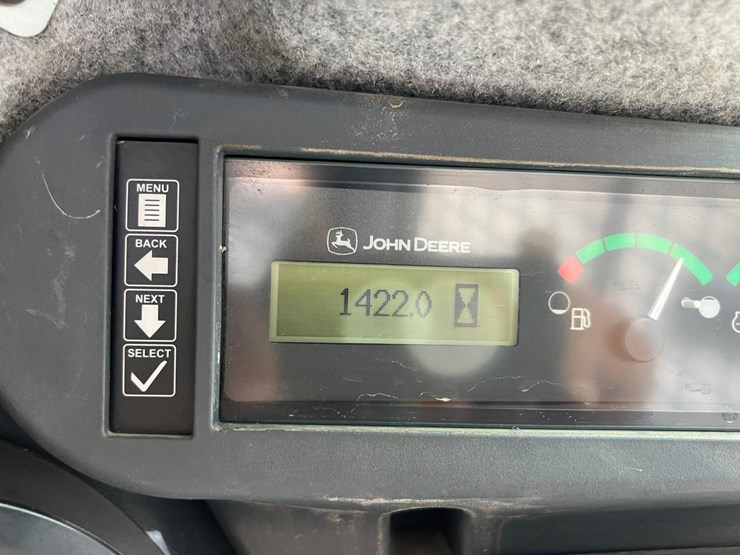 MENU
BACK
NEXT
SELECT
JOHN DEERE
1422.0